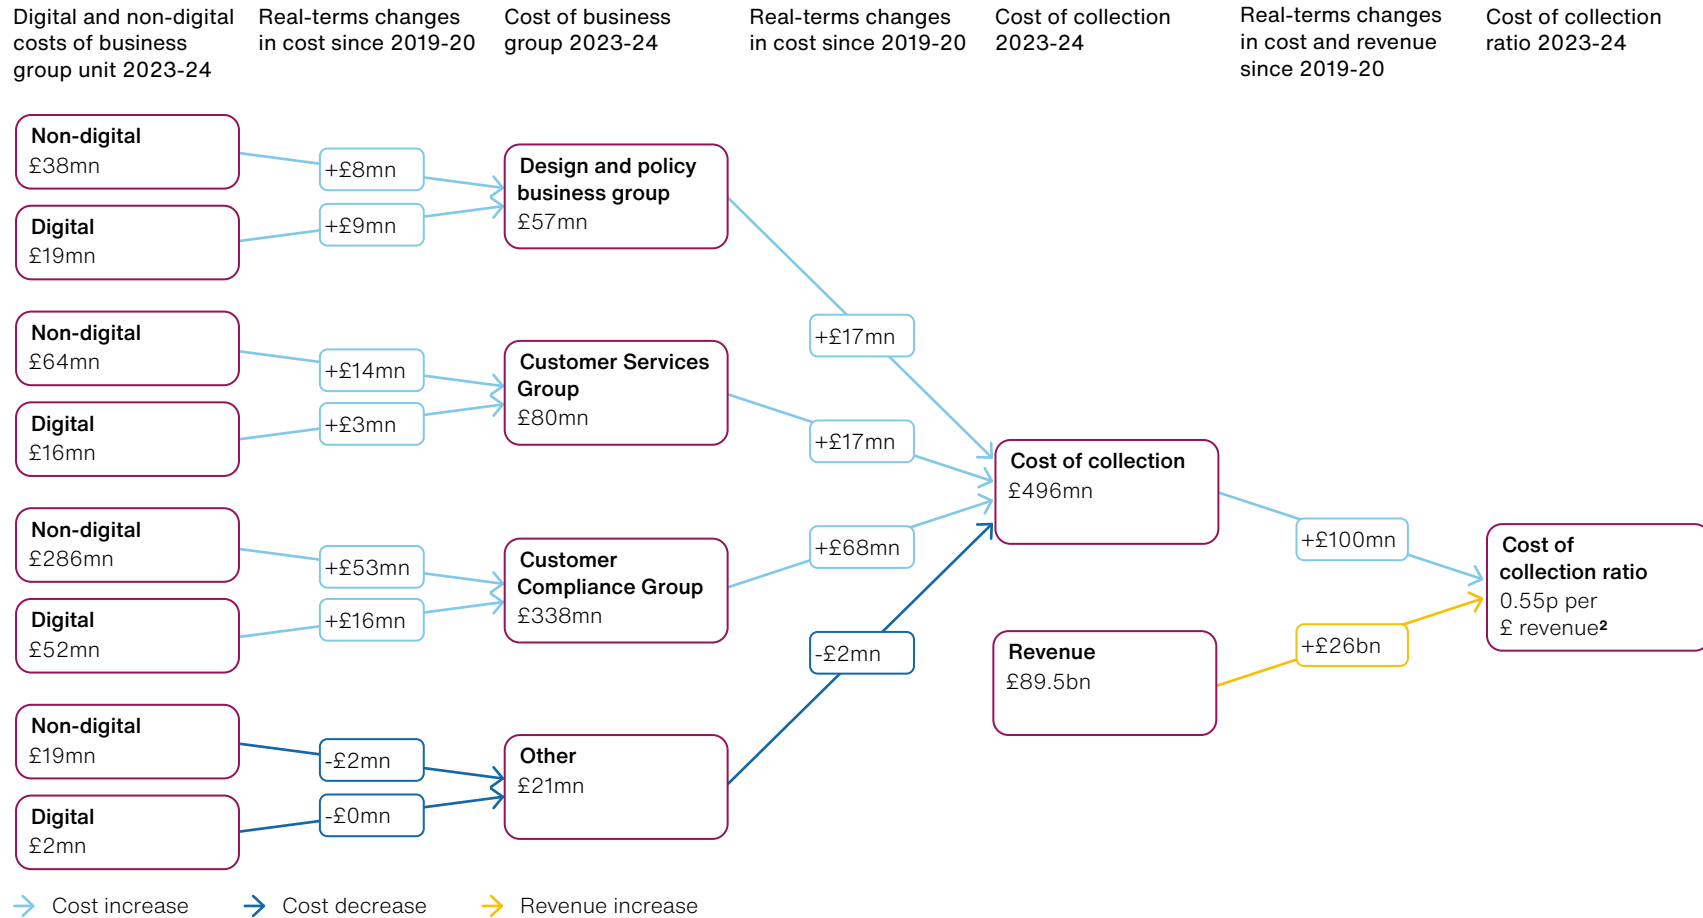 Digital and non-digital
costs of business
group unit 2023-24
Real-terms changes
in cost since 2019-20
Cost of business
group 2023-24
Real-terms changes
in cost since 2019-20
Cost of collection
2023-24
Real-terms changes
in cost and revenue
since 2019-20
Cost of collection
ratio 2023-24
Non-digital
£38mn
+£8mn
Digital
£19mn
+£9mn
Design and policy
business group
£57mn
+£17mn
Non-digital
£64mn
+£14mn
Digital
£16mn
+£3mn
Customer Services
Group
£80mn
+£17mn
Non-digital
£286mn
+£53mn
Digital
£52mn
+£16mn
Customer
Compliance Group
£338mn
+£68mn
Non-digital
£19mn
-£2mn
Digital
£2mn
-£0mn
Other
£21mn
-£2mn
Cost of collection
£496mn
+£100mn
Revenue
£89.5bn
+£26bn
Cost of
collection ratio
0.55p per
£ revenue²
Cost increase
Cost decrease
Revenue increase